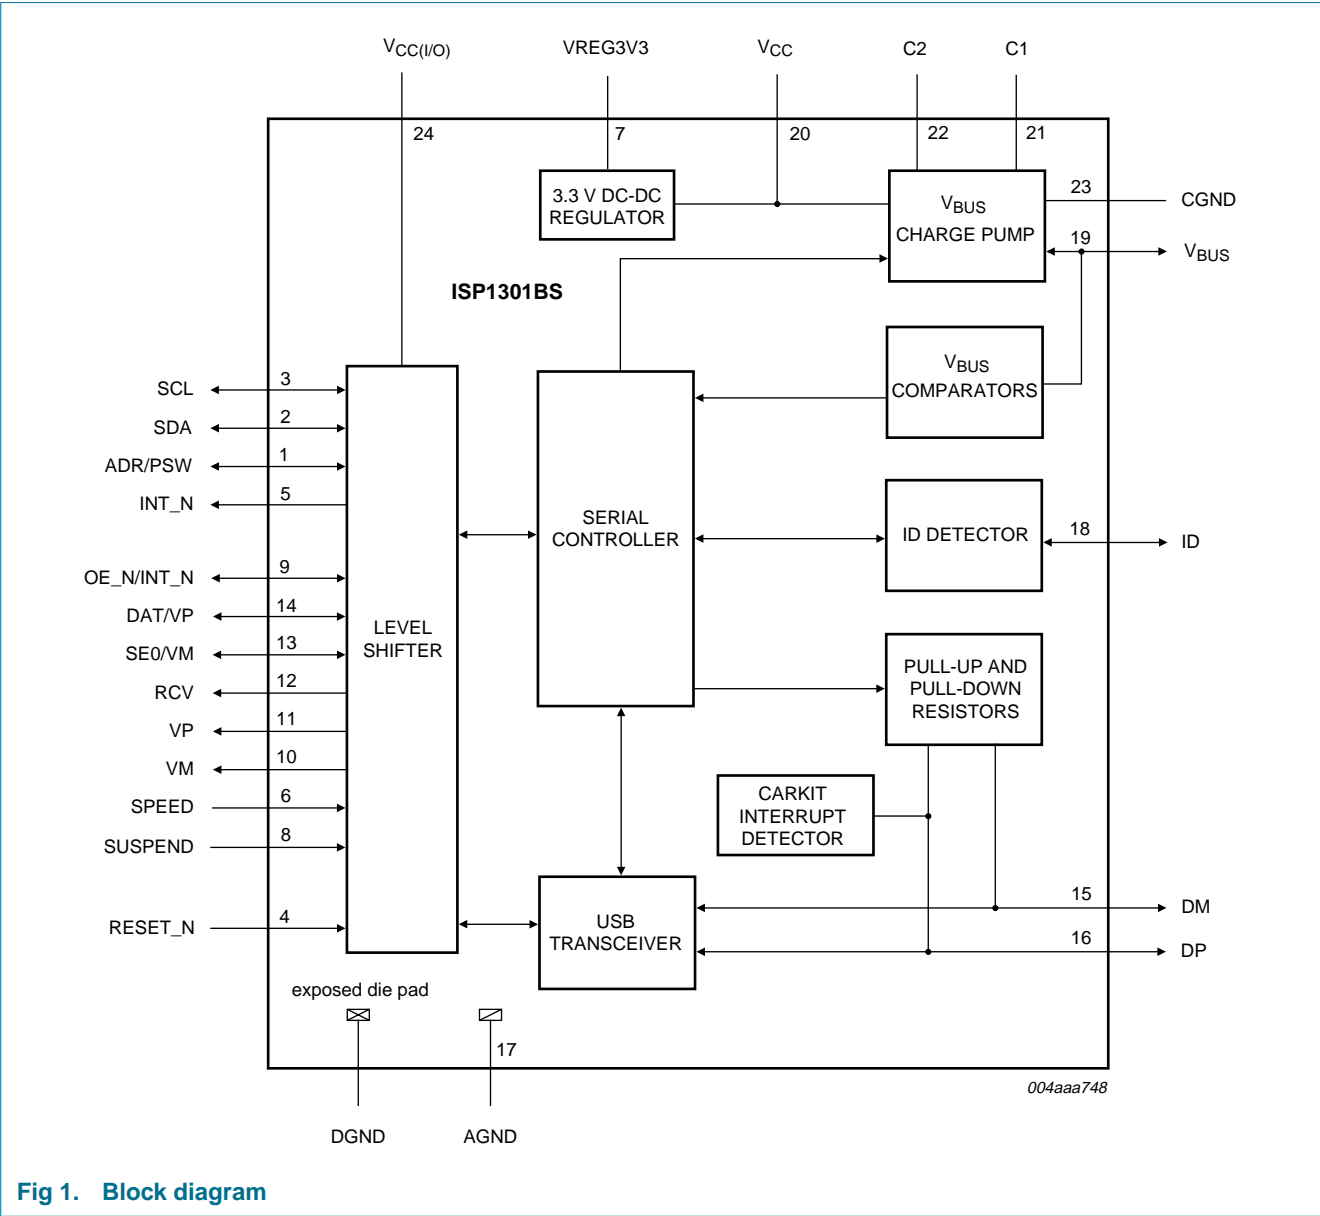 VCC(I/O)
VREG3V3
VCC
C2
C1
24
7
20
22
21
3.3 V DC-DC
REGULATOR
VBUS
CHARGE PUMP
23
CGND
19
VBUS
ISP1301BS
VBUS
COMPARATORS
SCL
3
SDA
2
ADR/PSW
1
INT_N
5
SERIAL
CONTROLLER
ID DETECTOR
18
ID
OE_N/INT_N
9
DAT/VP
14
SE0/VM
13
RCV
12
VP
11
VM
10
SPEED
6
SUSPEND
8
RESET_N
4
LEVEL
SHIFTER
PULL-UP AND
PULL-DOWN
RESISTORS
CARKIT
INTERRUPT
DETECTOR
USB
TRANSCEIVER
15
DM
16
DP
exposed die pad
17
DGND
AGND
004aaa748
Fig 1. Block diagram